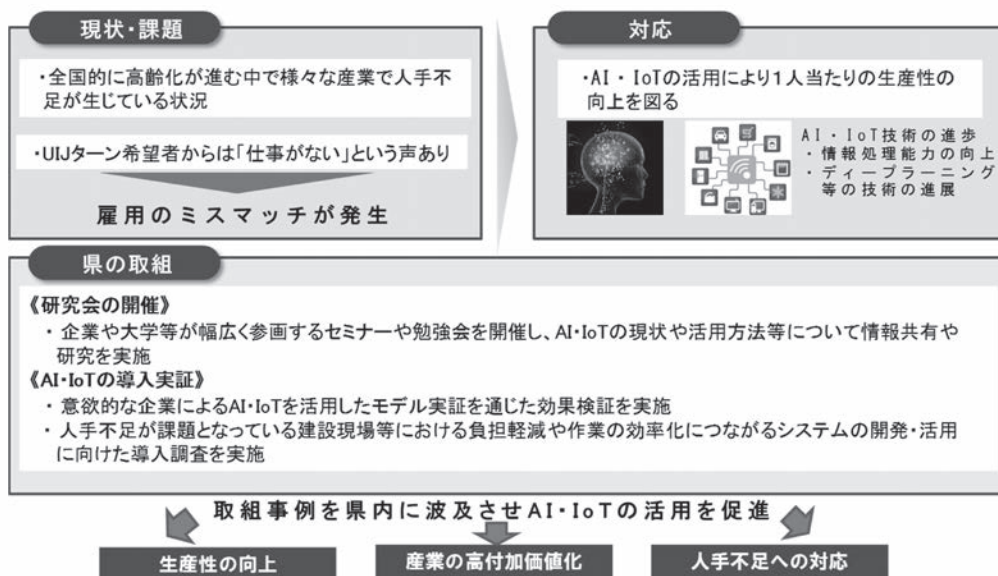 現状・課題
・全国的に高齢化が進む中で様々な産業で人手不
足が生じている状況
・UIJターン希望者からは「仕事がない」という声あり
雇用のミスマッチが発生
対応
・AI・IoTの活用により1人当たりの生産性の
向上を図る
AI・IoT技術の進歩
・情報処理能力の向上
・ディープラーニング
等の技術の進展
県の取組
《研究会の開催》
・企業や大学等が幅広く参画するセミナーや勉強会を開催し、AI・IoTの現状や活用方法等について情報共有や
研究を実施
《AI・IoTの導入実証》
・意欲的な企業によるAI・IoTを活用したモデル実証を通じた効果検証を実施
・人手不足が課題となっている建設現場等における負担軽減や作業の効率化につながるシステムの開発・活用
に向けた導入調査を実施
取組事例を県内に波及させAI・IoTの活用を促進
生産性の向上
産業の高付加価値化
人手不足への対応